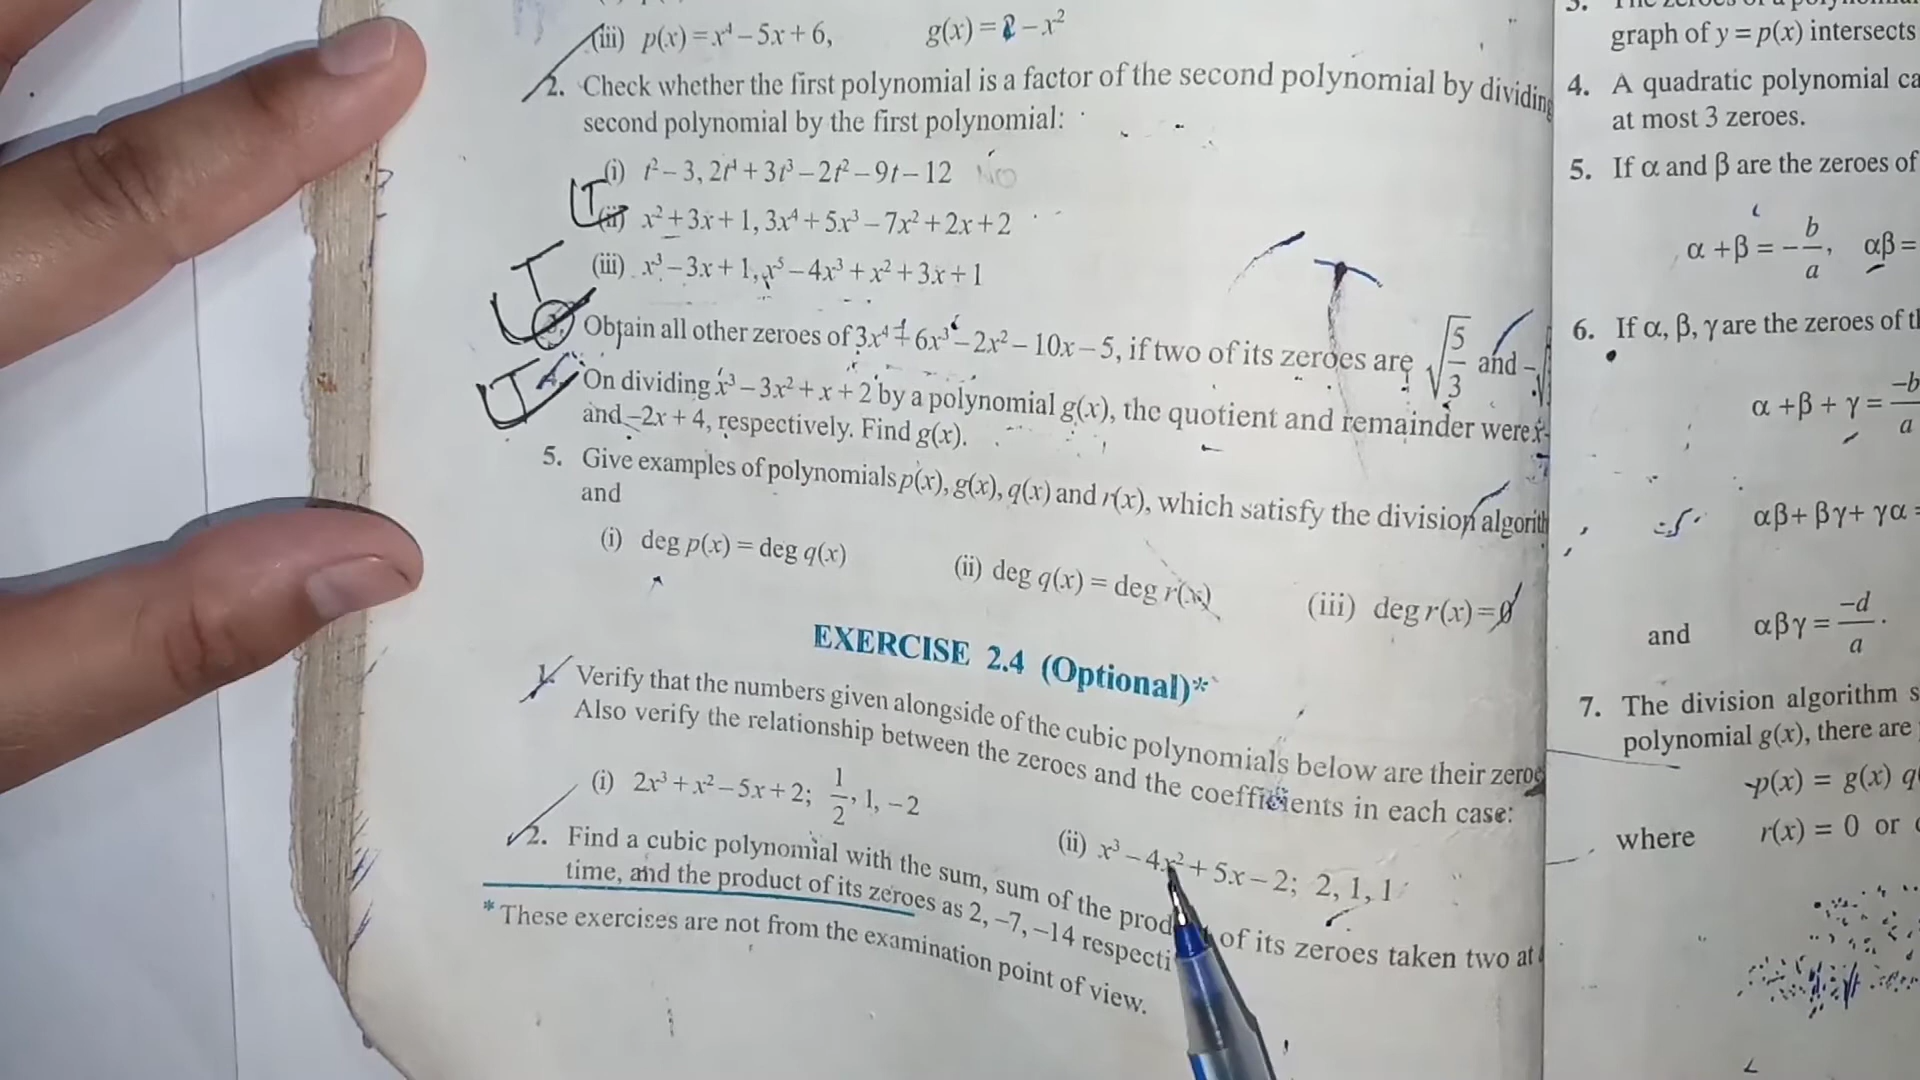 (iii) p(x) = x⁴ – 5x + 6, g(x) = 2 – x²
2. Check whether the first polynomial is a factor of the second polynomial by dividing
second polynomial by the first polynomial:
(i) t² – 3, 2t⁴ + 3t³ – 2t² – 9t – 12 NO
(ii) x² + 3x + 1, 3x⁴ + 5x³ – 7x² + 2x + 2
(iii) x³ – 3x + 1, x⁵ – 4x³ + x² + 3x + 1
3. Obtain all other zeroes of 3x⁴ + 6x³ – 2x² – 10x – 5, if two of its zeroes are √(5/3) and –
4. On dividing x³ – 3x² + x + 2 by a polynomial g(x), the quotient and remainder were x –
and –2x + 4, respectively. Find g(x).
5. Give examples of polynomials p(x), g(x), q(x) and r(x), which satisfy the division algorith
and
(i) deg p(x) = deg q(x) (ii) deg q(x) = deg r(x) (iii) deg r(x) = 0
EXERCISE 2.4 (Optional)*
1. Verify that the numbers given alongside of the cubic polynomials below are their zeroe
Also verify the relationship between the zeroes and the coefficients in each case:
(i) 2x³ + x² – 5x + 2; 1/2, 1, –2 (ii) x³ – 4x² + 5x – 2; 2, 1, 1
2. Find a cubic polynomial with the sum, sum of the prod of its zeroes taken two at
time, and the product of its zeroes as 2, –7, –14 respecti
* These exercises are not from the examination point of view.
graph of y = p(x) intersects
4. A quadratic polynomial ca
at most 3 zeroes.
5. If α and β are the zeroes of
α + β = –b/a, αβ =
6. If α, β, γ are the zeroes of th
α + β + γ = –b/a
αβ + βγ + γα =
and αβγ = –d/a.
7. The division algorithm s
polynomial g(x), there are
p(x) = g(x) q
where r(x) = 0 or